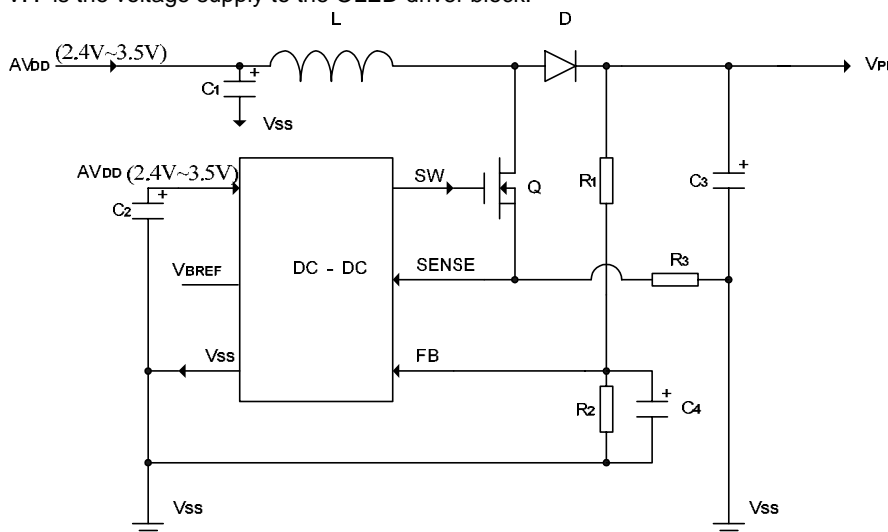 VPP is the voltage supply to the OLED driver block.
L
D
AVDD (2.4V~3.5V)
C1
VSS
AVDD (2.4V~3.5V)
C2
SW
Q
R1
C3
VBREF
DC - DC
SENSE
R3
VSS
FB
R2
C4
VSS
VSS